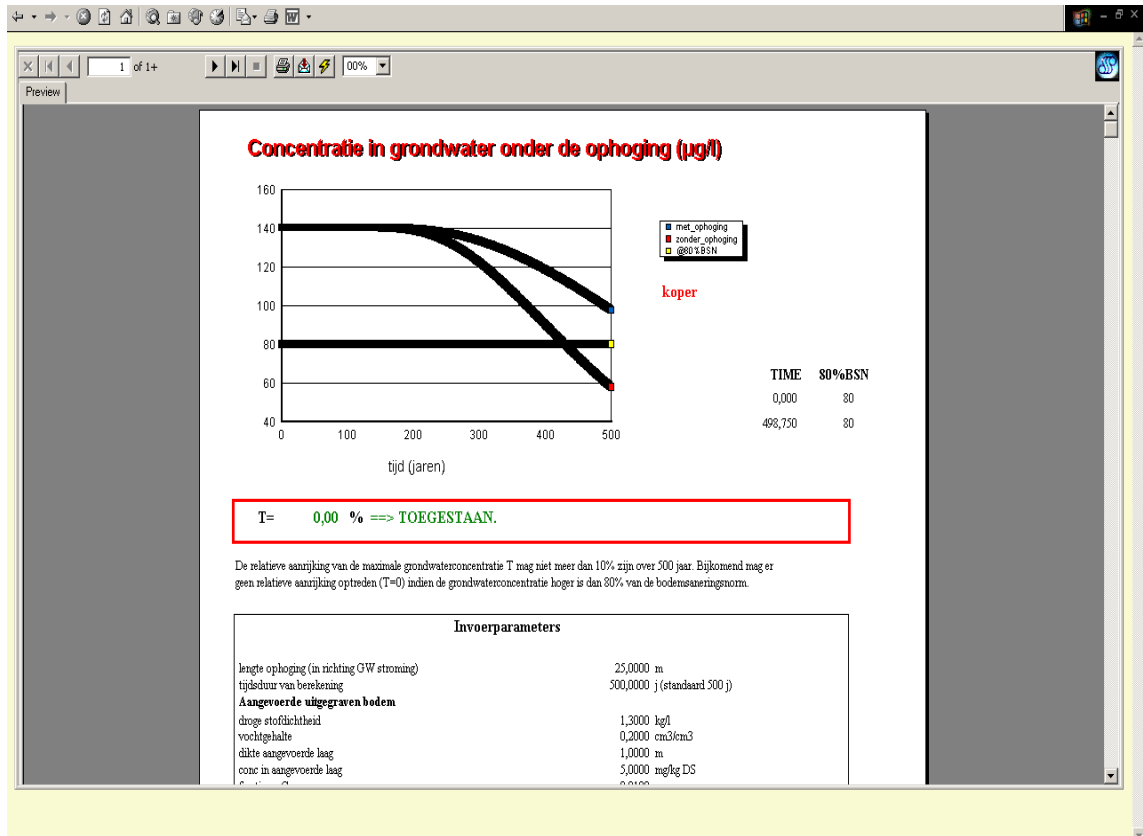 1 of 1+
00%
Preview
Concentratie in grondwater onder de ophoging (µg/l)
160
140
120
100
80
60
40
0 100 200 300 400 500
tijd (jaren)
met_ophoging
zonder_ophoging
@80%BSN
koper
TIME 80%BSN
0,000 80
498,750 80
T= 0,00 % ==> TOEGESTAAN.
De relatieve aanrijking van de maximale grondwaterconcentratie T mag niet meer dan 10% zijn over 500 jaar. Bijkomend mag er
geen relatieve aanrijking optreden (T=0) indien de grondwaterconcentratie hoger is dan 80% van de bodemsaneringsnorm.
Invoerparameters
lengte ophoging (in richting GW stroming) 25,0000 m
tijdsduur van berekening 500,0000 j (standaard 500 j)
Aangevoerde uitgegraven bodem
droge stofdichtheid 1,3000 kg/l
vochtgehalte 0,2000 cm3/cm3
dikte aangevoerde laag 1,0000 m
conc in aangevoerde laag 5,0000 mg/kg DS